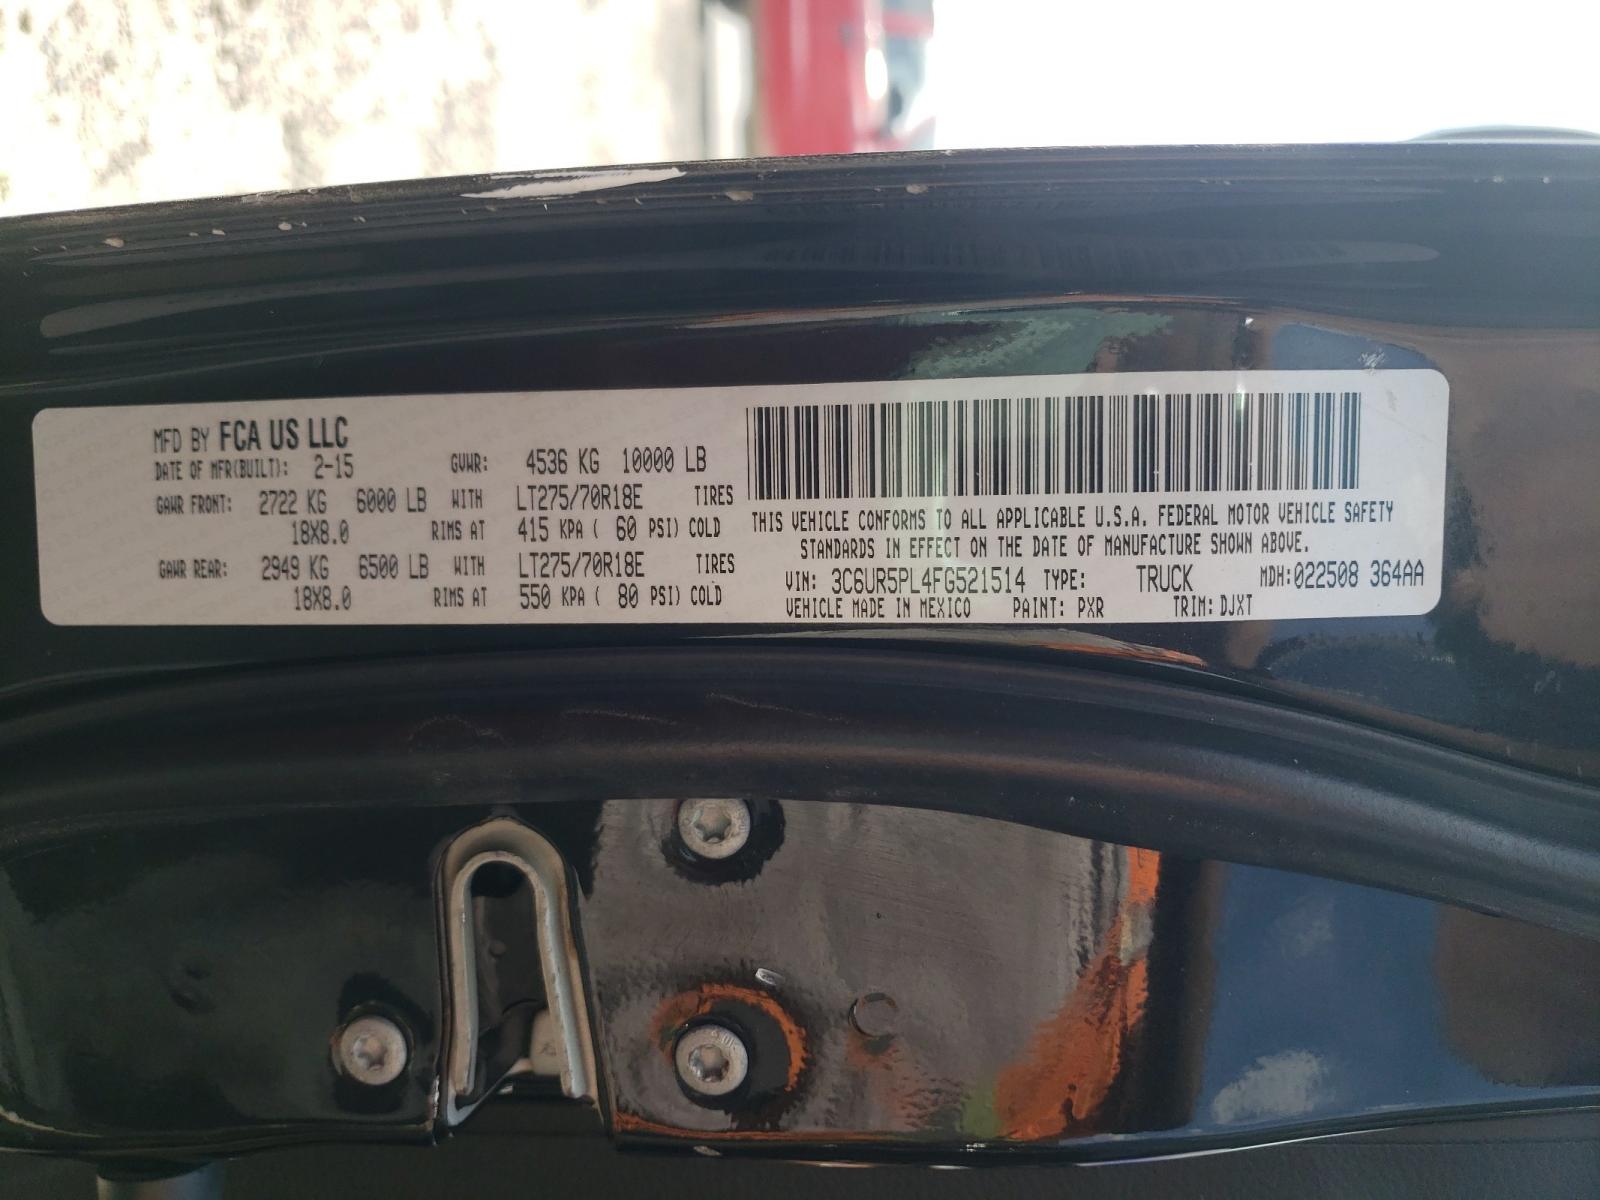 MFD BY FCA US LLC
DATE OF MFR(BUILT): 2-15 GVWR: 4536 KG 10000 LB
GAWR FRONT: 2722 KG 6000 LB WITH LT275/70R18E TIRES
18X8.0 RIMS AT 415 KPA ( 60 PSI) COLD
GAWR REAR: 2949 KG 6500 LB WITH LT275/70R18E TIRES
18X8.0 RIMS AT 550 KPA ( 80 PSI) COLD
THIS VEHICLE CONFORMS TO ALL APPLICABLE U.S.A. FEDERAL MOTOR VEHICLE SAFETY
STANDARDS IN EFFECT ON THE DATE OF MANUFACTURE SHOWN ABOVE.
VIN: 3C6UR5PL4FG521514 TYPE: TRUCK MDH:022508 364AA
VEHICLE MADE IN MEXICO PAINT: PXR TRIM: DJXT